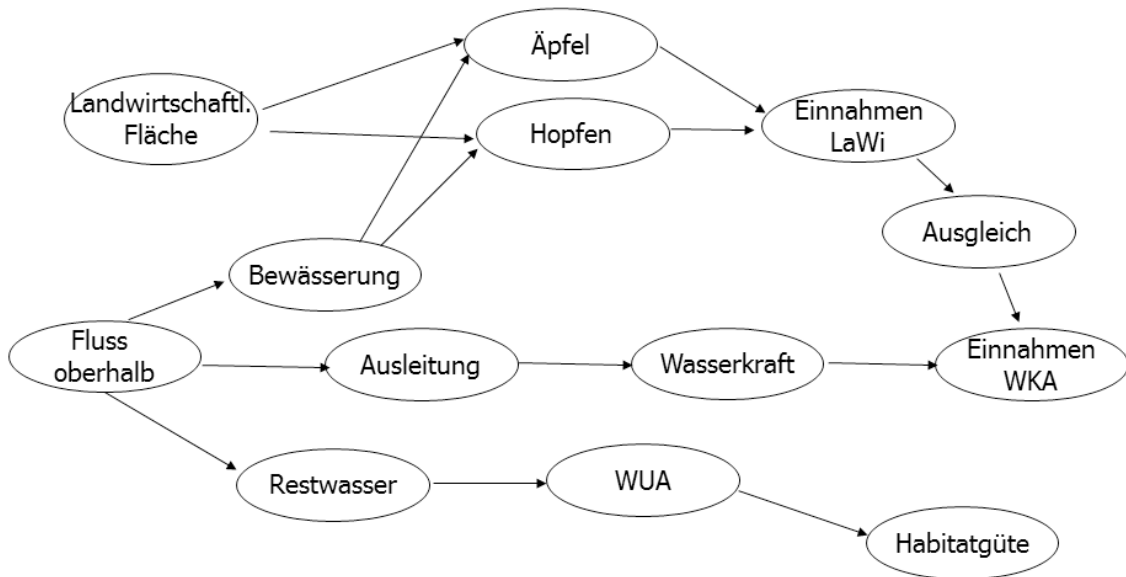 Äpfel
Landwirtschaftl.
Fläche
Hopfen
Einnahmen
LaWi
Ausgleich
Bewässerung
Fluss
oberhalb
Ausleitung
Wasserkraft
Einnahmen
WKA
Restwasser
WUA
Habitatgüte